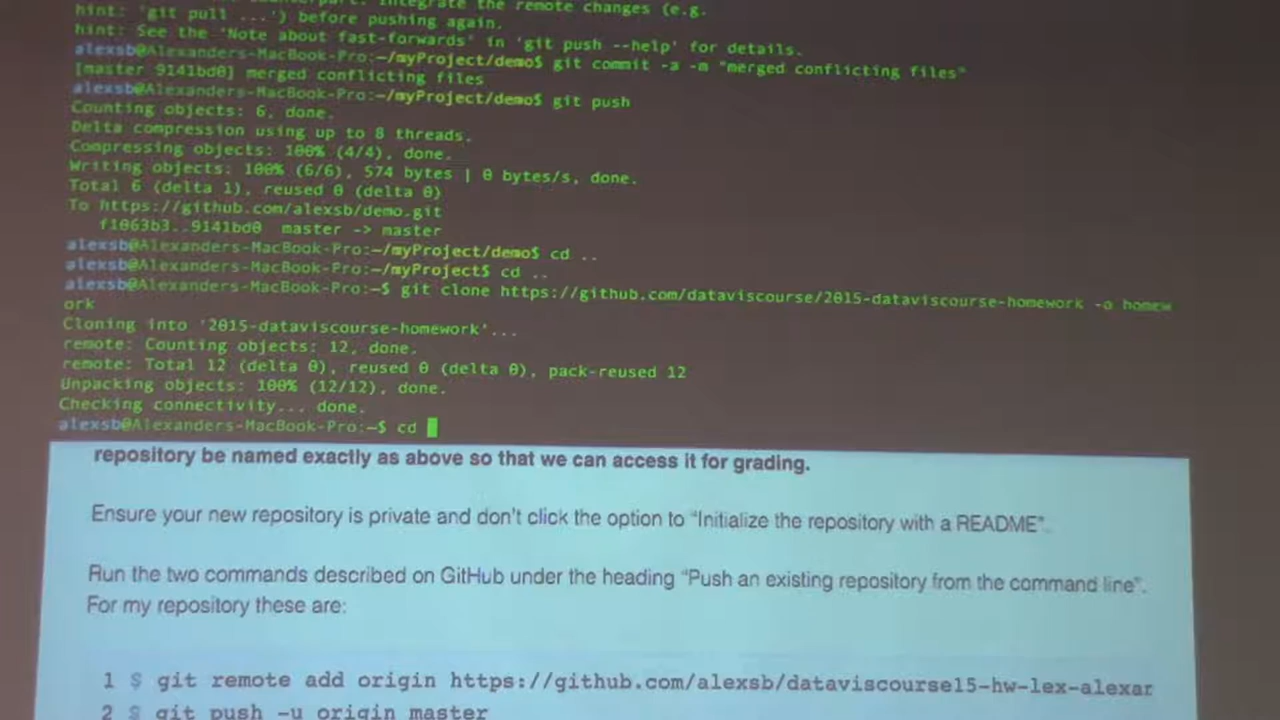 Integrate the remote changes (e.g.
hint: 'git pull ...') before pushing again.
hint: See the 'Note about fast-forwards' in 'git push --help' for details.
alexsb@Alexanders-MacBook-Pro:~/myProject/demo$ git commit -a -m "merged conflicting files"
[master 9141bd0] merged conflicting files
alexsb@Alexanders-MacBook-Pro:~/myProject/demo$ git push
Counting objects: 6, done.
Delta compression using up to 8 threads.
Compressing objects: 100% (4/4), done.
Writing objects: 100% (6/6), 574 bytes | 0 bytes/s, done.
Total 6 (delta 1), reused 0 (delta 0)
To https://github.com/alexsb/demo.git
f1063b3..9141bd0 master -> master
alexsb@Alexanders-MacBook-Pro:~/myProject/demo$ cd ..
alexsb@Alexanders-MacBook-Pro:~/myProject$ cd ..
alexsb@Alexanders-MacBook-Pro:~$ git clone https://github.com/dataviscourse/2015-dataviscourse-homework -o homew
ork
Cloning into '2015-dataviscourse-homework'...
remote: Counting objects: 12, done.
remote: Total 12 (delta 0), reused 0 (delta 0), pack-reused 12
Unpacking objects: 100% (12/12), done.
Checking connectivity... done.
alexsb@Alexanders-MacBook-Pro:~$ cd
repository be named exactly as above so that we can access it for grading.
Ensure your new repository is private and don't click the option to "Initialize the repository with a README".
Run the two commands described on GitHub under the heading "Push an existing repository from the command line".
For my repository these are:
1 $ git remote add origin https://github.com/alexsb/dataviscourse15-hw-lex-alexar
2 $ git push -u origin master